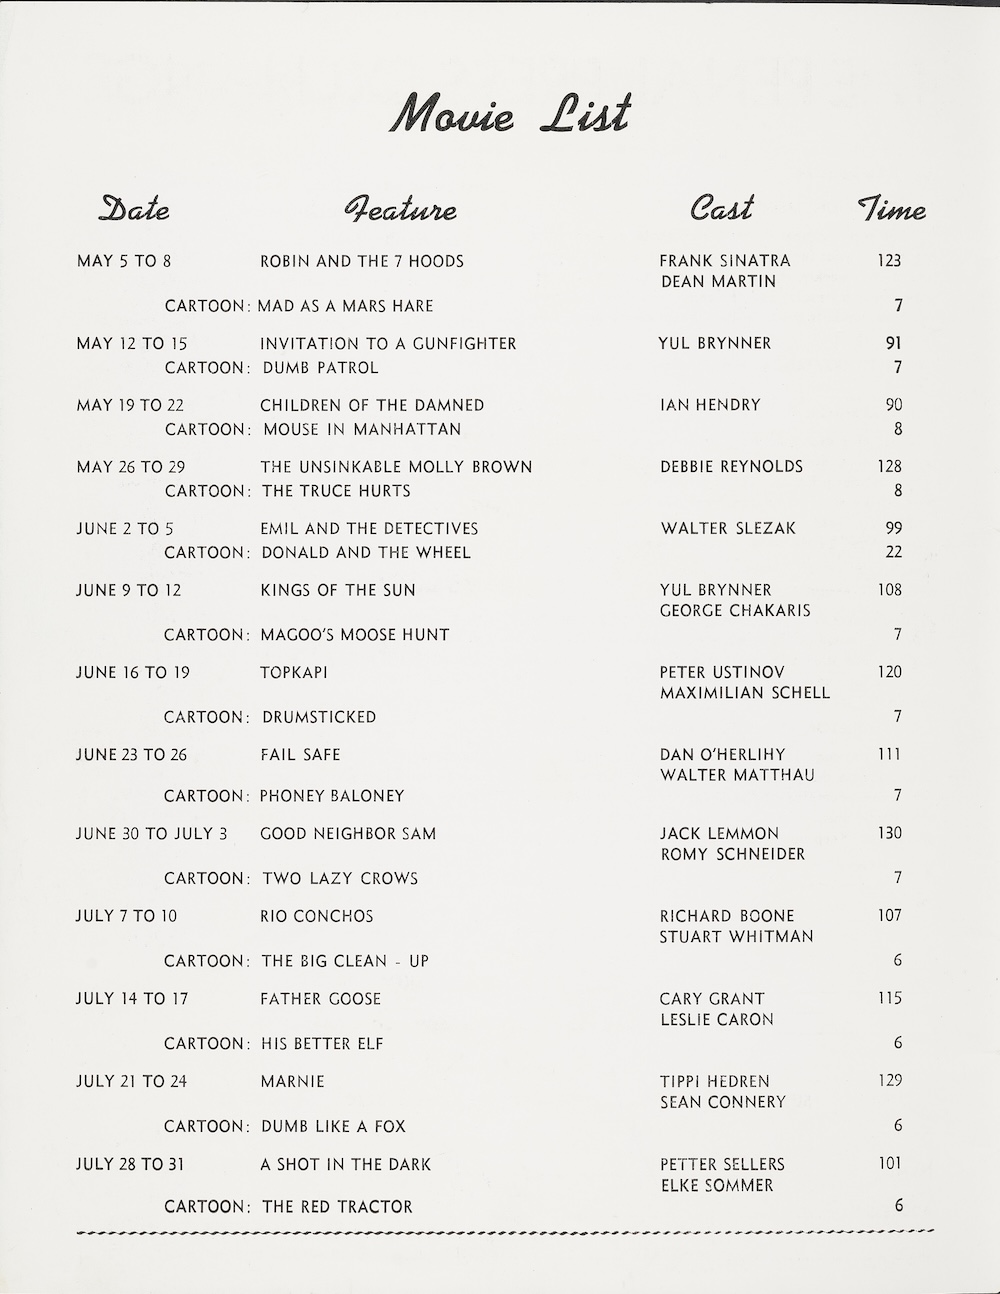 Movie List
Date Feature Cast Time
MAY 5 TO 8 ROBIN AND THE 7 HOODS FRANK SINATRA 123
DEAN MARTIN
CARTOON: MAD AS A MARS HARE 7
MAY 12 TO 15 INVITATION TO A GUNFIGHTER YUL BRYNNER 91
CARTOON: DUMB PATROL 7
MAY 19 TO 22 CHILDREN OF THE DAMNED IAN HENDRY 90
CARTOON: MOUSE IN MANHATTAN 8
MAY 26 TO 29 THE UNSINKABLE MOLLY BROWN DEBBIE REYNOLDS 128
CARTOON: THE TRUCE HURTS 8
JUNE 2 TO 5 EMIL AND THE DETECTIVES WALTER SLEZAK 99
CARTOON: DONALD AND THE WHEEL 22
JUNE 9 TO 12 KINGS OF THE SUN YUL BRYNNER 108
GEORGE CHAKARIS
CARTOON: MAGOO'S MOOSE HUNT 7
JUNE 16 TO 19 TOPKAPI PETER USTINOV 120
MAXIMILIAN SCHELL
CARTOON: DRUMSTICKED 7
JUNE 23 TO 26 FAIL SAFE DAN O'HERLIHY 111
WALTER MATTHAU
CARTOON: PHONEY BALONEY 7
JUNE 30 TO JULY 3 GOOD NEIGHBOR SAM JACK LEMMON 130
ROMY SCHNEIDER
CARTOON: TWO LAZY CROWS 7
JULY 7 TO 10 RIO CONCHOS RICHARD BOONE 107
STUART WHITMAN
CARTOON: THE BIG CLEAN - UP 6
JULY 14 TO 17 FATHER GOOSE CARY GRANT 115
LESLIE CARON
CARTOON: HIS BETTER ELF 6
JULY 21 TO 24 MARNIE TIPPI HEDREN 129
SEAN CONNERY
CARTOON: DUMB LIKE A FOX 6
JULY 28 TO 31 A SHOT IN THE DARK PETTER SELLERS 101
ELKE SOMMER
CARTOON: THE RED TRACTOR 6